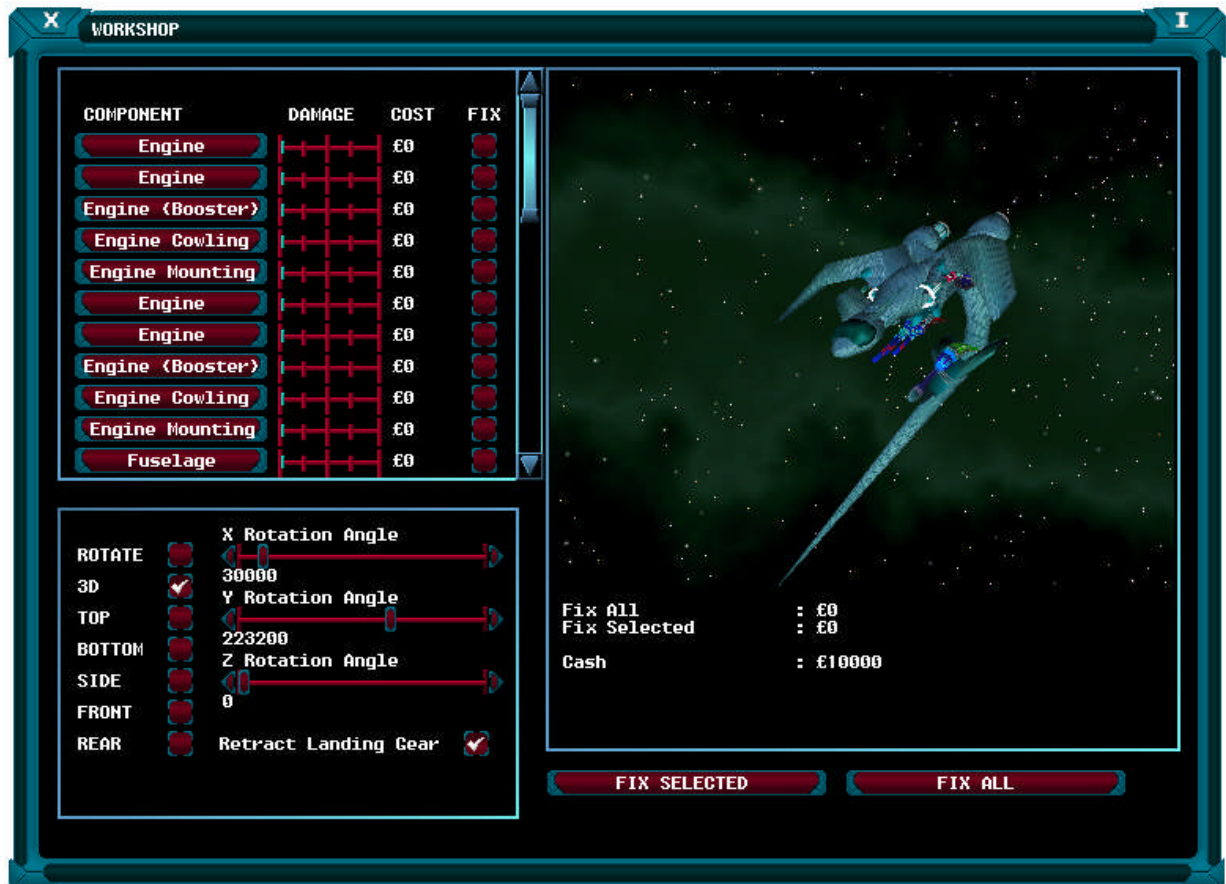 X
WORKSHOP
I
COMPONENT DAMAGE COST FIX
Engine £0
Engine £0
Engine (Booster) £0
Engine Cowling £0
Engine Mounting £0
Engine £0
Engine £0
Engine (Booster) £0
Engine Cowling £0
Engine Mounting £0
Fuselage £0
ROTATE
3D
TOP
BOTTOM
SIDE
FRONT
REAR
X Rotation Angle
30000
Y Rotation Angle
223200
Z Rotation Angle
0
Retract Landing Gear
Fix All : £0
Fix Selected : £0
Cash : £10000
FIX SELECTED
FIX ALL